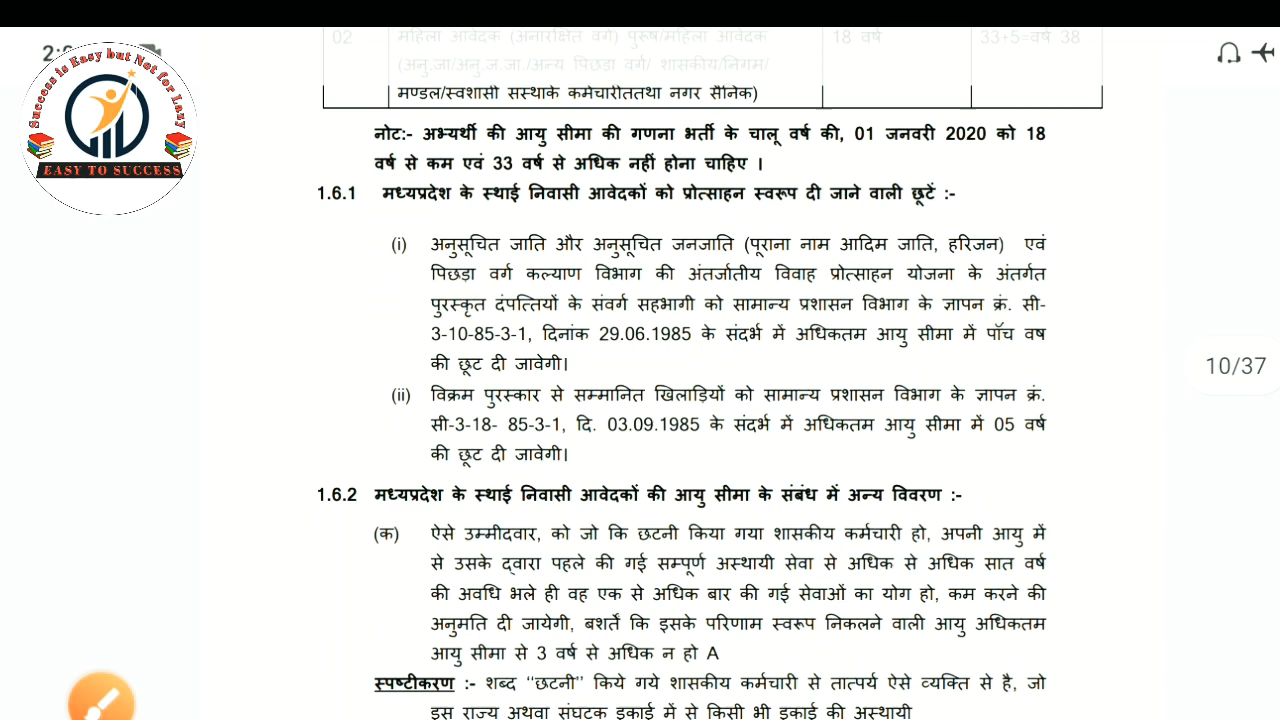 2:
Success is Easy but Not for Lazy
EASY TO SUCCESS
02 महिला आवेदक (अनारक्षित वर्ग) पुरूष/महिला आवेदक 18 वर्ष 33+5=वर्ष 38
(अनु.जा/अनु.ज.जा./अन्य पिछड़ा वर्ग/ शासकीय/निगम/
मण्डल/स्वशासी संस्थाके कर्मचारीततथा नगर सैनिक)
नोटः- अभ्यर्थी की आयु सीमा की गणना भर्ती के चालू वर्ष की, 01 जनवरी 2020 को 18
वर्ष से कम एवं 33 वर्ष से अधिक नहीं होना चाहिए ।
1.6.1 मध्यप्रदेश के स्थाई निवासी आवेदकों को प्रोत्साहन स्वरूप दी जाने वाली छूटें :-
(i) अनुसूचित जाति और अनुसूचित जनजाति (पूराना नाम आदिम जाति, हरिजन) एवं
पिछड़ा वर्ग कल्याण विभाग की अंतर्जातीय विवाह प्रोत्साहन योजना के अंतर्गत
पुरस्कृत दंपत्तियों के संवर्ग सहभागी को सामान्य प्रशासन विभाग के ज्ञापन क्रं. सी-
3-10-85-3-1, दिनांक 29.06.1985 के संदर्भ में अधिकतम आयु सीमा में पाँच वष
की छूट दी जावेगी।
10/37
(ii) विक्रम पुरस्कार से सम्मानित खिलाड़ियों को सामान्य प्रशासन विभाग के ज्ञापन क्रं.
सी-3-18- 85-3-1, दि. 03.09.1985 के संदर्भ में अधिकतम आयु सीमा में 05 वर्ष
की छूट दी जावेगी।
1.6.2 मध्यप्रदेश के स्थाई निवासी आवेदकों की आयु सीमा के संबंध में अन्य विवरण :-
(क) ऐसे उम्मीदवार, को जो कि छटनी किया गया शासकीय कर्मचारी हो, अपनी आयु में
से उसके द्वारा पहले की गई सम्पूर्ण अस्थायी सेवा से अधिक से अधिक सात वर्ष
की अवधि भले ही वह एक से अधिक बार की गई सेवाओं का योग हो, कम करने की
अनुमति दी जायेगी, बशर्ते कि इसके परिणाम स्वरूप निकलने वाली आयु अधिकतम
आयु सीमा से 3 वर्ष से अधिक न हो A
स्पष्टीकरण :- शब्द ‘‘छटनी’’ किये गये शासकीय कर्मचारी से तात्पर्य ऐसे व्यक्ति से है, जो
इस राज्य अथवा संघटक इकाई में से किसी भी इकाई की अस्थायी